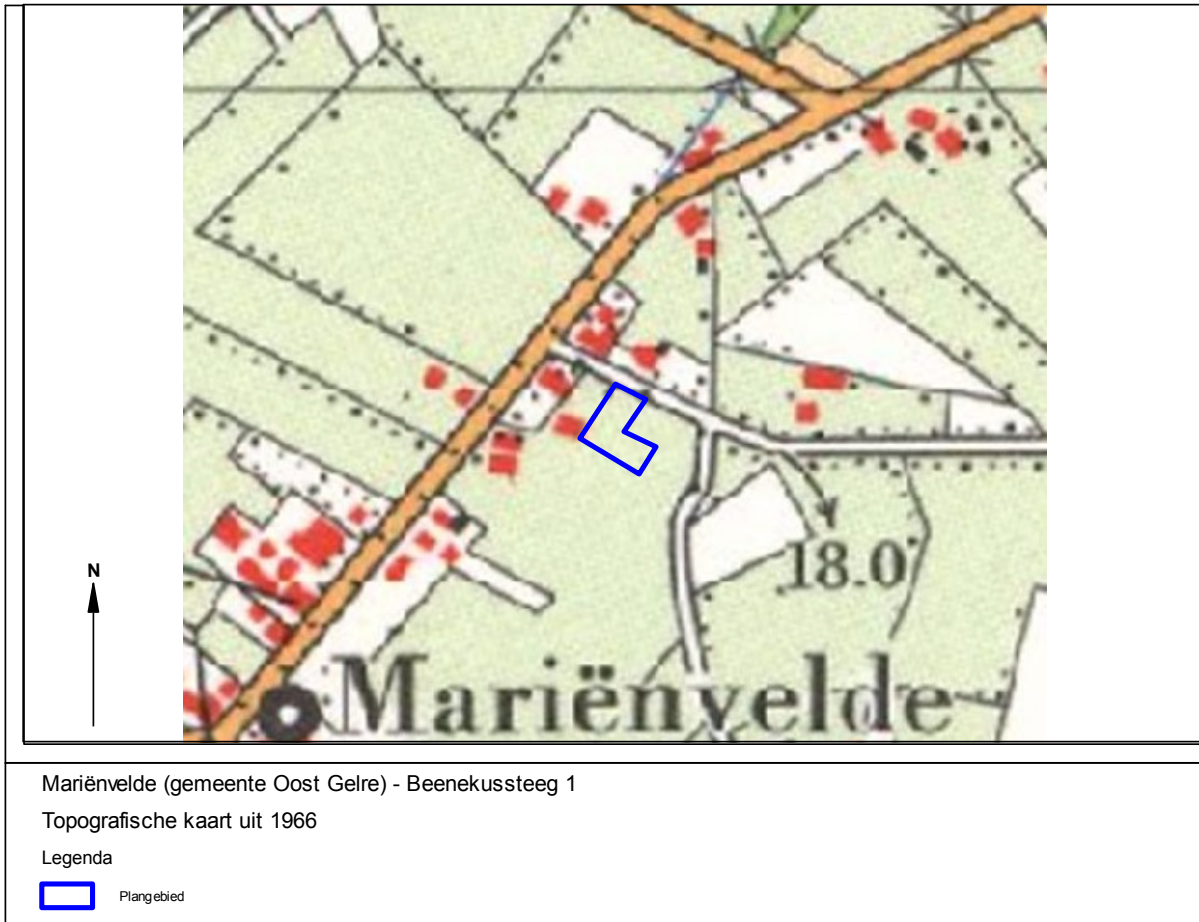 18.0
Mariënvelde
N
Mariënvelde (gemeente Oost Gelre) - Beenekussteeg 1
Topografische kaart uit 1966
Legenda
Plangebied